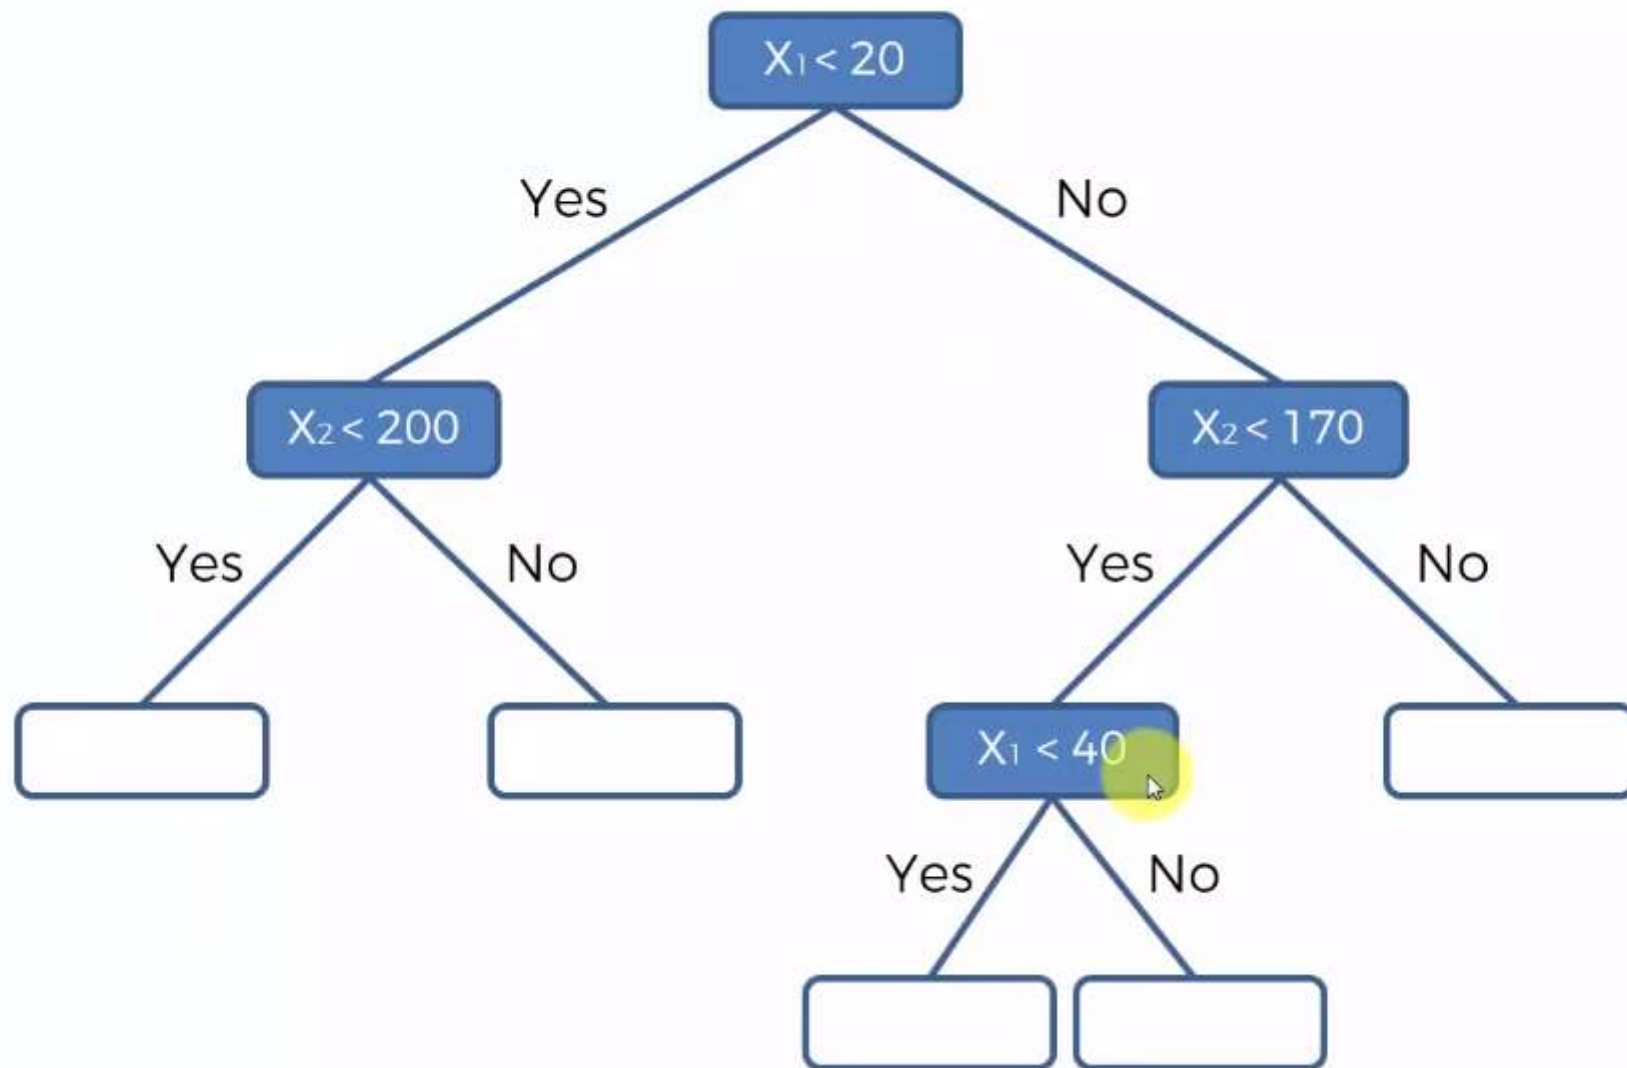 X₁ < 20
Yes
No
X₂ < 200
X₂ < 170
Yes
No
Yes
No
X₁ < 40
Yes
No